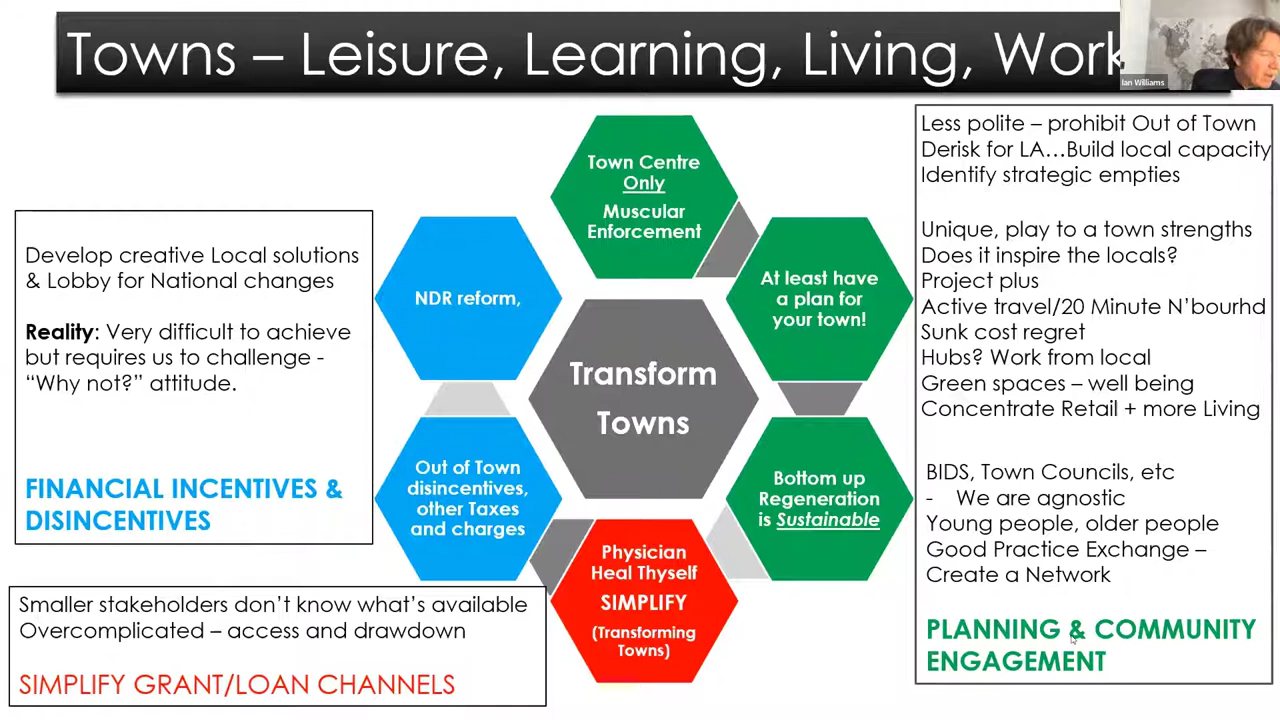 Towns – Leisure, Learning, Living, Work
Ian Williams
Less polite – prohibit Out of Town
Derisk for LA…Build local capacity
Identify strategic empties
Unique, play to a town strengths
Does it inspire the locals?
Project plus
Active travel/20 Minute N’bourhd
Sunk cost regret
Hubs? Work from local
Green spaces – well being
Concentrate Retail + more Living
BIDS, Town Councils, etc
- We are agnostic
Young people, older people
Good Practice Exchange –
Create a Network
PLANNING & COMMUNITY
ENGAGEMENT
Town Centre
Only
Muscular
Enforcement
At least have
a plan for
your town!
Bottom up
Regeneration
is Sustainable
Physician
Heal Thyself
SIMPLIFY
(Transforming
Towns)
Out of Town
disincentives,
other Taxes
and charges
NDR reform,
Transform
Towns
Develop creative Local solutions
& Lobby for National changes
Reality: Very difficult to achieve
but requires us to challenge -
“Why not?” attitude.
FINANCIAL INCENTIVES &
DISINCENTIVES
Smaller stakeholders don’t know what’s available
Overcomplicated – access and drawdown
SIMPLIFY GRANT/LOAN CHANNELS